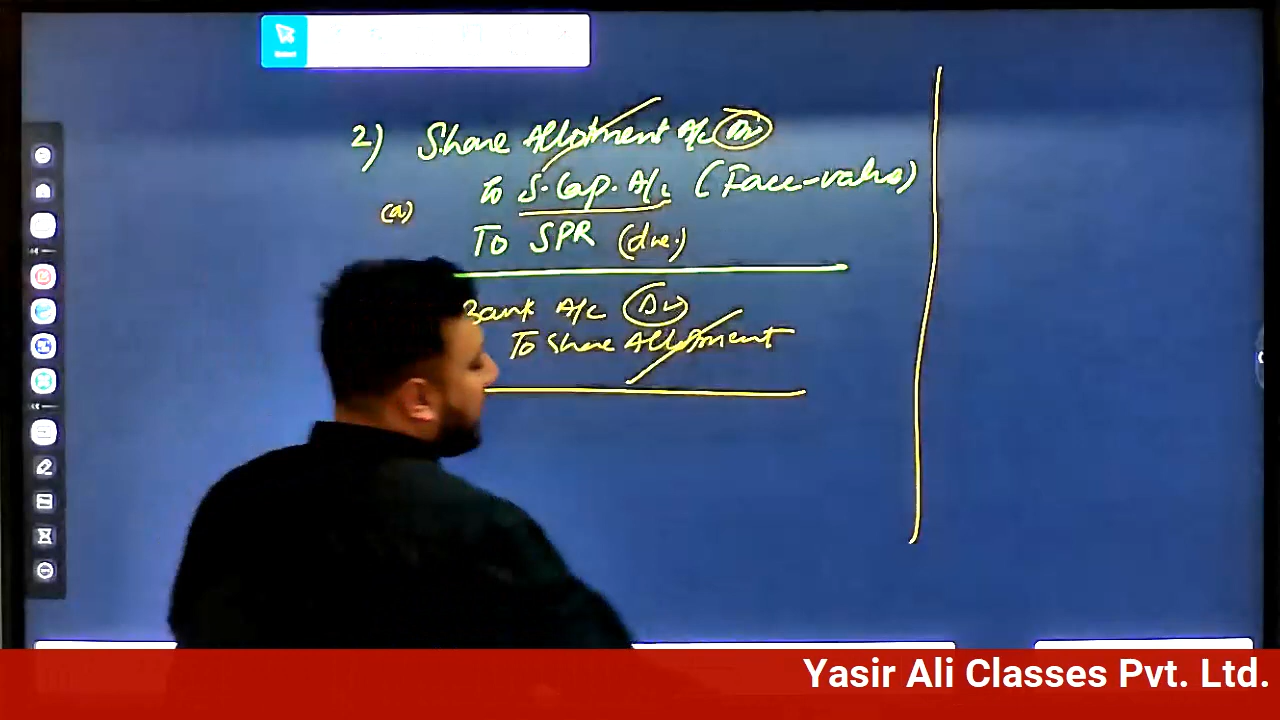 2) Share Allotment A/c Dr
to S.Cap. A/c (Face-value)
(a)
To SPR (due.)
Bank A/c Dr
To Share Allotment
Yasir Ali Classes Pvt. Ltd.